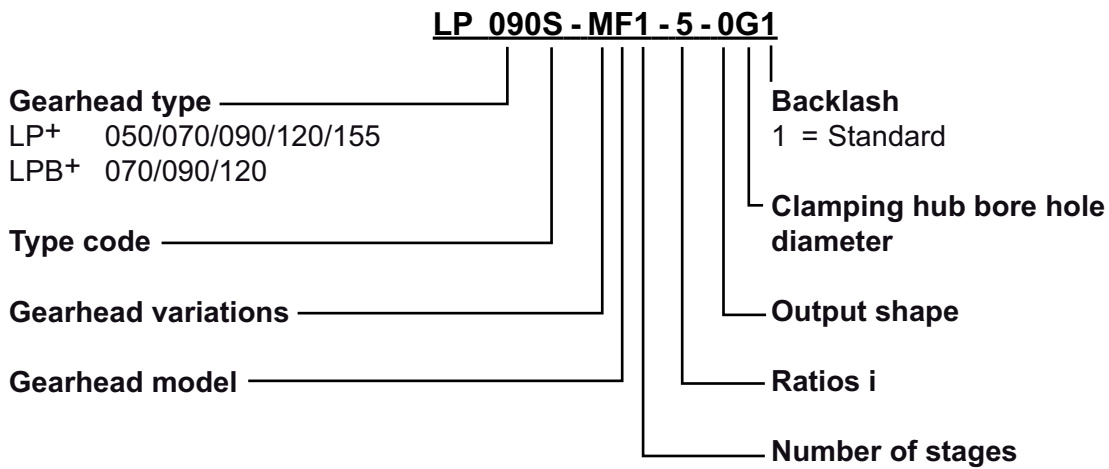 LP 090S - MF1 - 5 - 0G1
Gearhead type
LP+ 050/070/090/120/155
LPB+ 070/090/120
Type code
Gearhead variations
Gearhead model
Backlash
1 = Standard
Clamping hub bore hole
diameter
Output shape
Ratios i
Number of stages